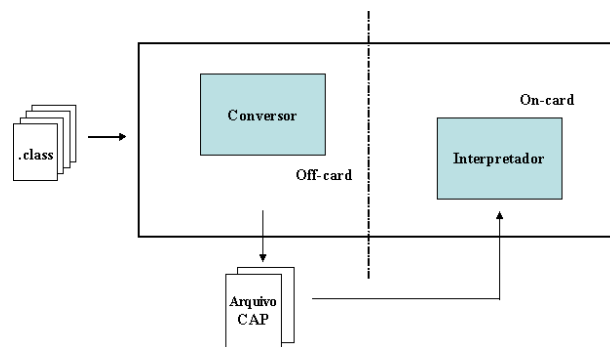 .class
Conversor
Off-card
On-card
Interpretador
Arquivo
CAP